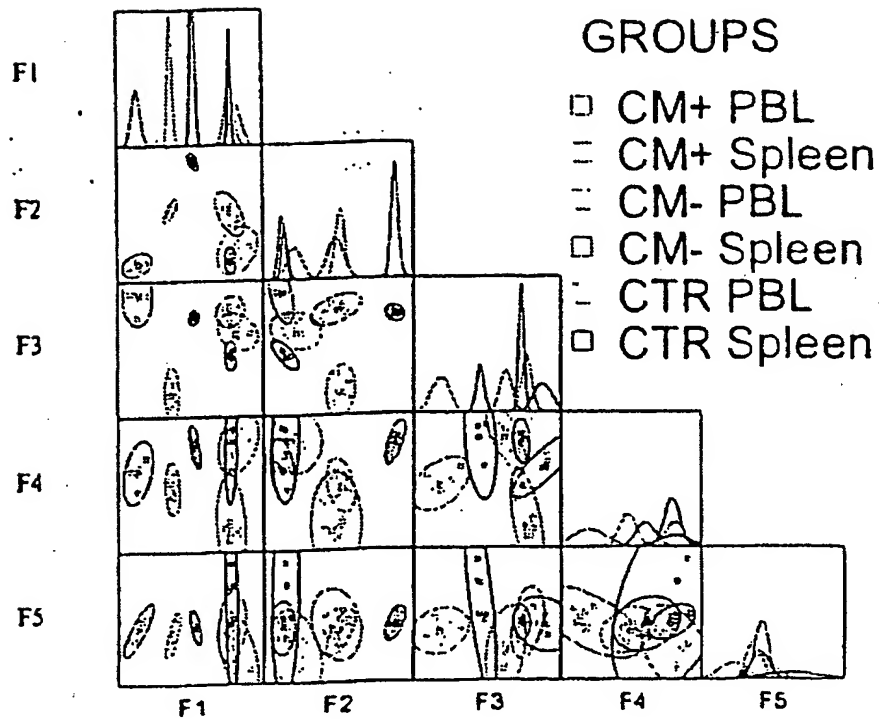 GROUPS
CM+ PBL
CM+ Spleen
CM- PBL
CM- Spleen
CTR PBL
CTR Spleen
F1
F2
F3
F4
F5
F1 F2 F3 F4 F5